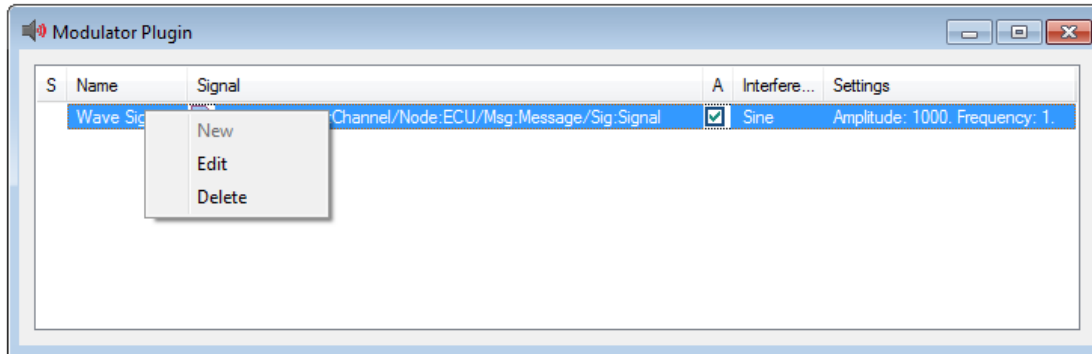 Modulator Plugin
S Name Signal A Interfere... Settings
Wave Sig :Channel/Node:ECU/Msg:Message/Sig:Signal Sine Amplitude: 1000. Frequency: 1.
New
Edit
Delete